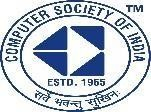 COMPUTER SOCIETY OF INDIA
TM
ESTD. 1965
सर्वे भवन्तु सुखिनः